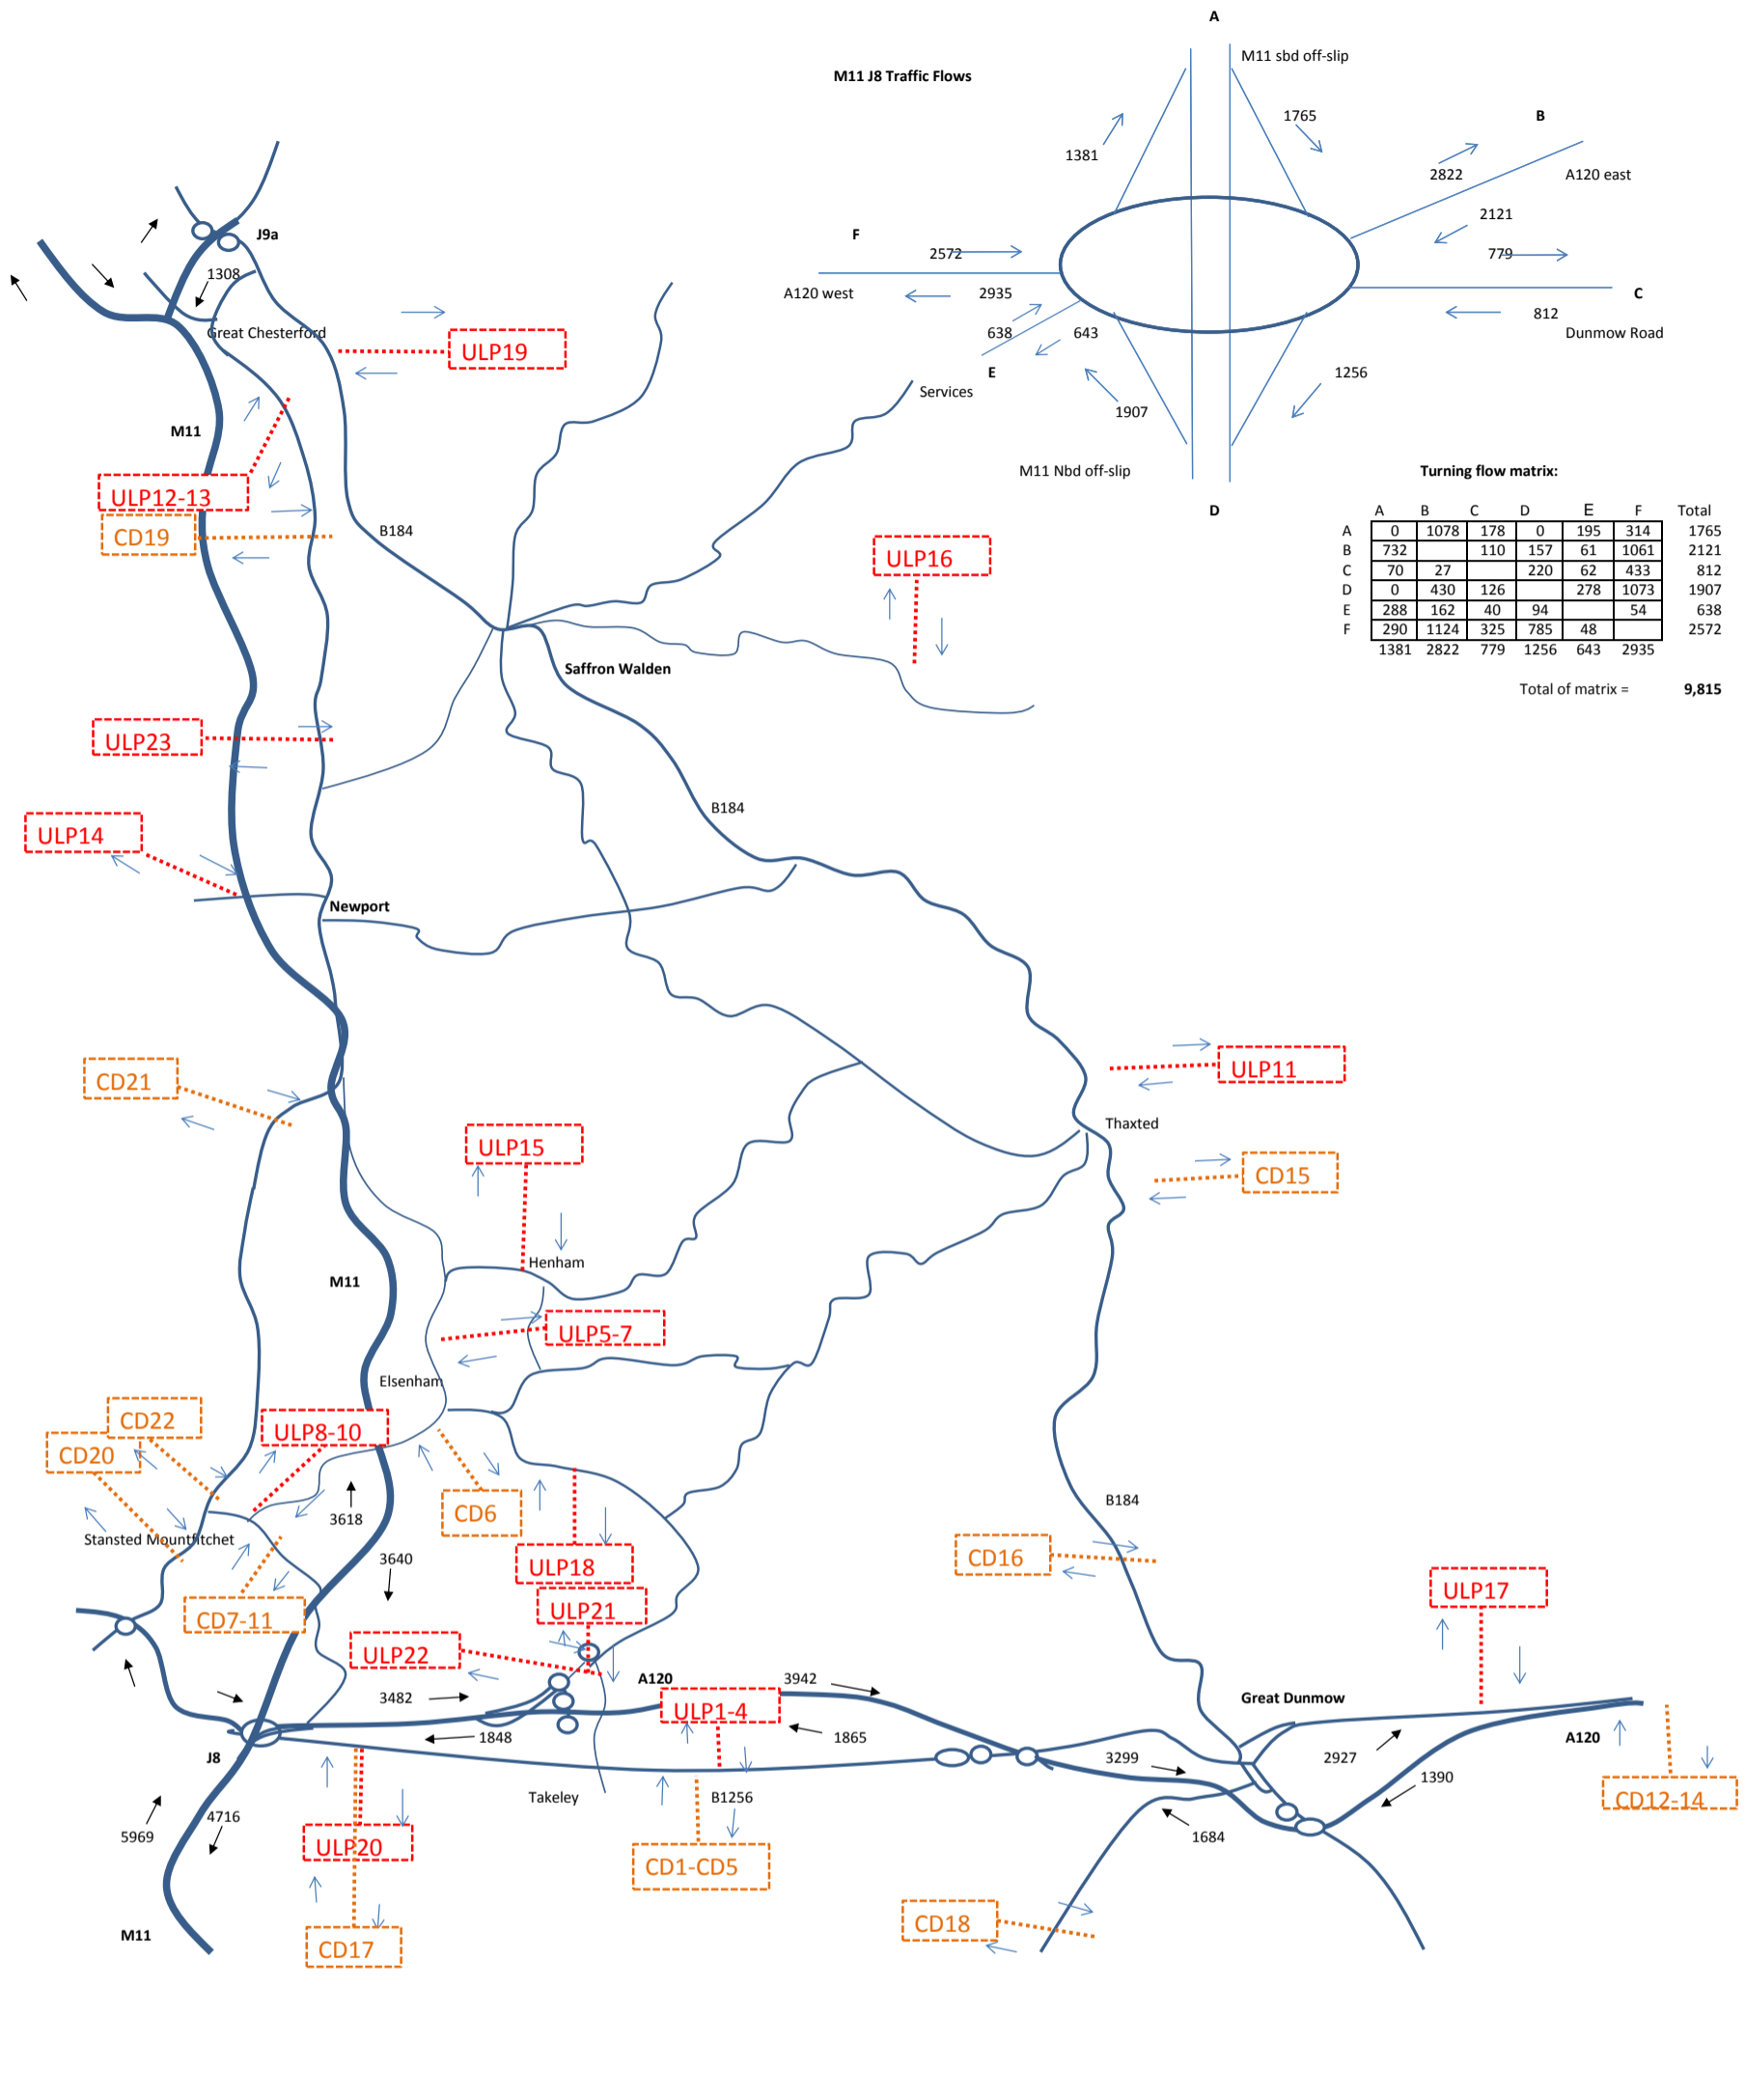 A
M11 sbd off-slip
M11 J8 Traffic Flows
1765
B
1381
2822
A120 east
2121
F
2572
779
A120 west
2935
C
812
638
643
Dunmow Road
E
1256
1907
Services
M11 Nbd off-slip
D
Turning flow matrix:
A B C D E F Total
A 0 1078 178 0 195 314 1765
B 732 110 157 61 1061 2121
C 70 27 220 62 433 812
D 0 430 126 278 1073 1907
E 288 162 40 94 54 638
F 290 1124 325 785 48 2572
1381 2822 779 1256 643 2935
Total of matrix = 9,815
J9a
1308
Great Chesterford
ULP19
M11
ULP12-13
CD19
B184
ULP16
Saffron Walden
ULP23
B184
ULP14
Newport
CD21
ULP11
Thaxted
ULP15
CD15
Henham
M11
ULP5-7
Elsenham
CD22
ULP8-10
CD20
CD6
3618
B184
Stansted Mountfitchet
3640
CD16
ULP18
ULP17
CD7-11
ULP21
ULP22
A120
3942
3482
ULP1-4
Great Dunmow
1848
1865
A120
J8
3299
2927
1390
Takeley
B1256
CD12-14
4716
5969
1684
ULP20
CD1-CD5
CD18
M11
CD17